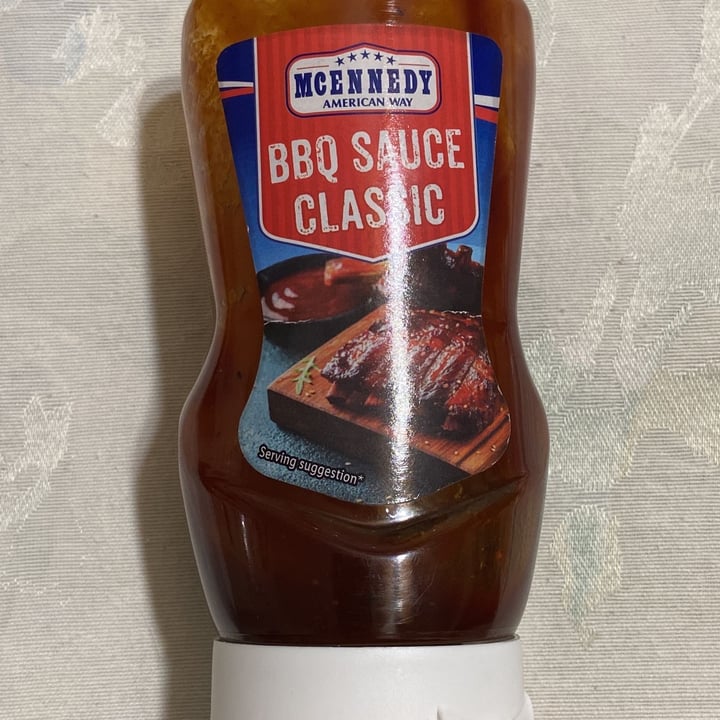 MCENNEDY
AMERICAN WAY
BBQ SAUCE
CLASSIC
Serving suggestion*